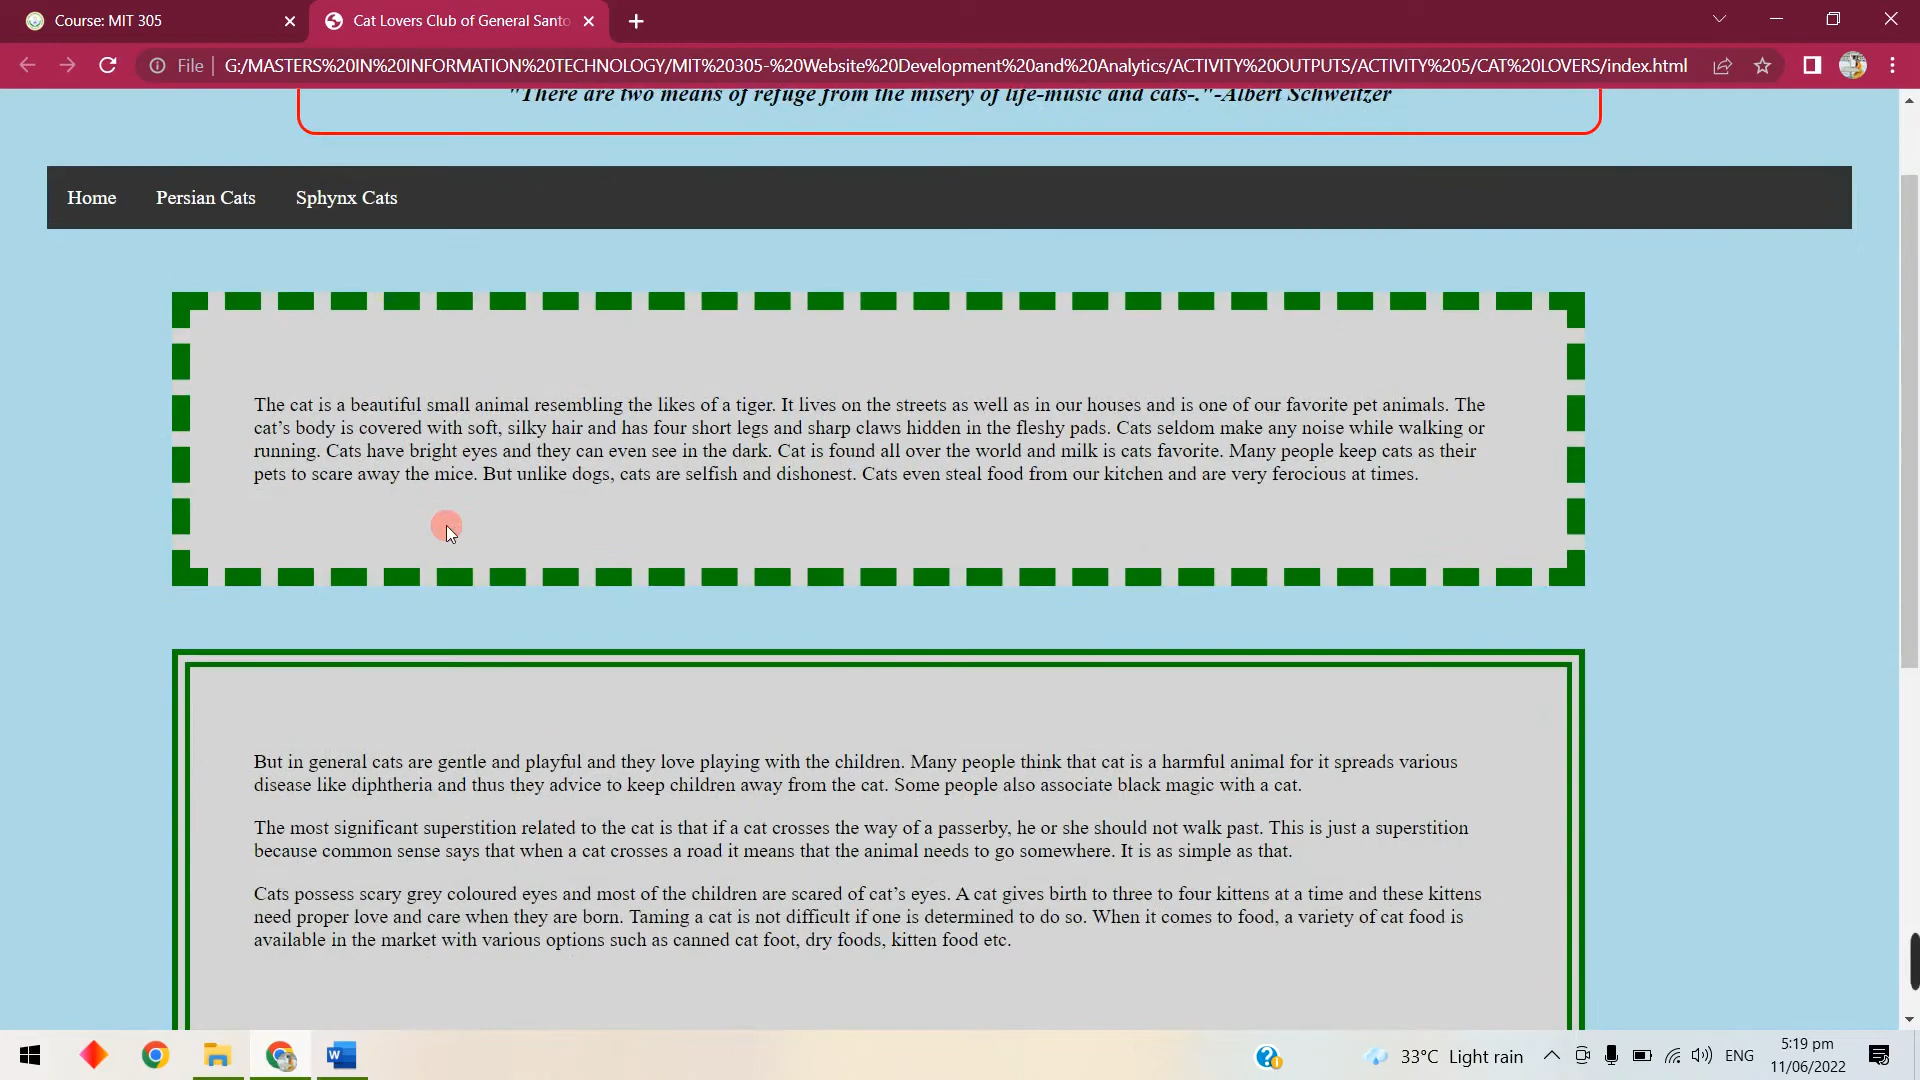 Course: MIT 305
Cat Lovers Club of General Santo
File
G:/MASTERS%20IN%20INFORMATION%20TECHNOLOGY/MIT%20305-%20Website%20Development%20and%20Analytics/ACTIVITY%20OUTPUTS/ACTIVITY%205/CAT%20LOVERS/index.html
"There are two means of refuge from the misery of life-music and cats-."-Albert Schweitzer
Home
Persian Cats
Sphynx Cats
The cat is a beautiful small animal resembling the likes of a tiger. It lives on the streets as well as in our houses and is one of our favorite pet animals. The
cat’s body is covered with soft, silky hair and has four short legs and sharp claws hidden in the fleshy pads. Cats seldom make any noise while walking or
running. Cats have bright eyes and they can even see in the dark. Cat is found all over the world and milk is cats favorite. Many people keep cats as their
pets to scare away the mice. But unlike dogs, cats are selfish and dishonest. Cats even steal food from our kitchen and are very ferocious at times.
But in general cats are gentle and playful and they love playing with the children. Many people think that cat is a harmful animal for it spreads various
disease like diphtheria and thus they advice to keep children away from the cat. Some people also associate black magic with a cat.
The most significant superstition related to the cat is that if a cat crosses the way of a passerby, he or she should not walk past. This is just a superstition
because common sense says that when a cat crosses a road it means that the animal needs to go somewhere. It is as simple as that.
Cats possess scary grey coloured eyes and most of the children are scared of cat’s eyes. A cat gives birth to three to four kittens at a time and these kittens
need proper love and care when they are born. Taming a cat is not difficult if one is determined to do so. When it comes to food, a variety of cat food is
available in the market with various options such as canned cat foot, dry foods, kitten food etc.
33°C Light rain
ENG
5:19 pm
11/06/2022